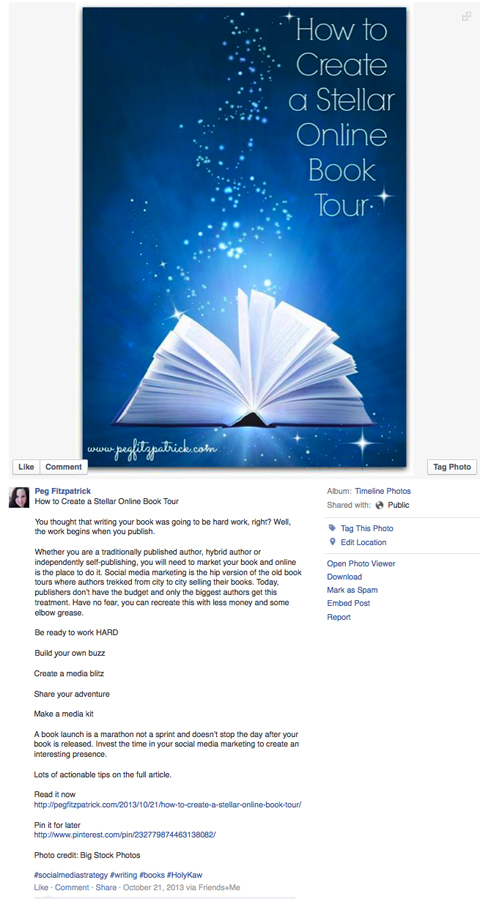 How to
Create
a Stellar
Online
Book
Tour
www.pegfitzpatrick.com
Like Comment
Tag Photo
Peg Fitzpatrick
How to Create a Stellar Online Book Tour
You thought that writing your book was going to be hard work, right? Well,
the work begins when you publish.
Whether you are a traditionally published author, hybrid author or
independently self-publishing, you will need to market your book and online
is the place to do it. Social media marketing is the hip version of the old book
tours where authors trekked from city to city selling their books. Today,
publishers don't have the budget and only the biggest authors get this
treatment. Have no fear, you can recreate this with less money and some
elbow grease.
Be ready to work HARD
Build your own buzz
Create a media blitz
Share your adventure
Make a media kit
A book launch is a marathon not a sprint and doesn't stop the day after your
book is released. Invest the time in your social media marketing to create an
interesting presence.
Lots of actionable tips on the full article.
Read it now
http://pegfitzpatrick.com/2013/10/21/how-to-create-a-stellar-online-book-tour/
Pin it for later
http://www.pinterest.com/pin/232779874463138082/
Photo credit: Big Stock Photos
#socialmediastrategy #writing #books #HolyKaw
Like · Comment · Share · October 21, 2013 via Friends+Me
Album: Timeline Photos
Shared with: Public
Tag This Photo
Edit Location
Open Photo Viewer
Download
Mark as Spam
Embed Post
Report